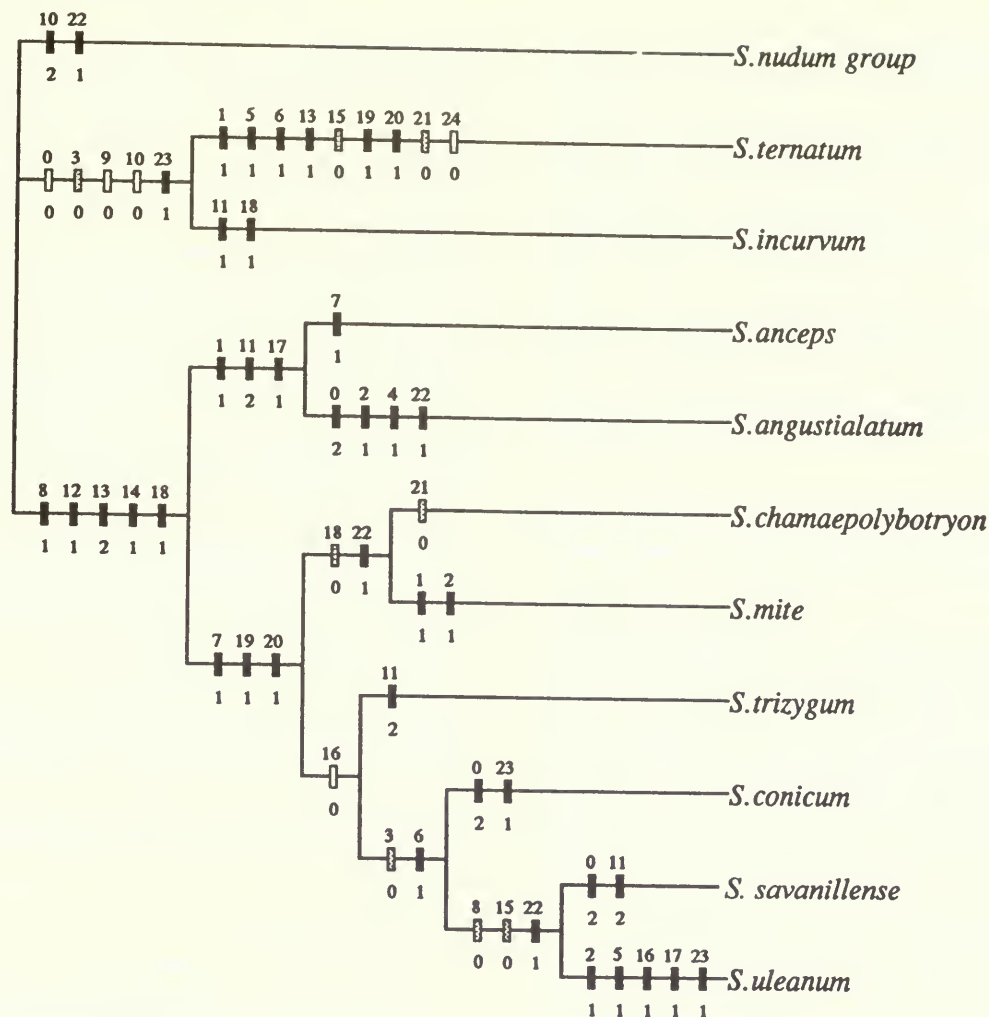 10 22
2 1
S.nudum group
1 5 6 13 15 19 20 21 24
1 1 1 1 0 1 1 0 0
S.ternatum
0 3 9 10 23
0 0 0 0 1
11 18
1 1
S.incurvum
7
1
S.anceps
1 11 17
1 2 1
0 2 4 22
2 1 1 1
S.angustialatum
8 12 13 14 18
1 1 2 1 1
21
0
S.chamaepolybotryon
18 22
0 1
1 2
1 1
S.mite
7 19 20
1 1 1
11
2
S.trizygum
16
0
0 23
2 1
S.conicum
3 6
0 1
0 11
2 2
S. savanillense
8 15 22
0 0 1
2 5 16 17 23
1 1 1 1 1
S.uleanum